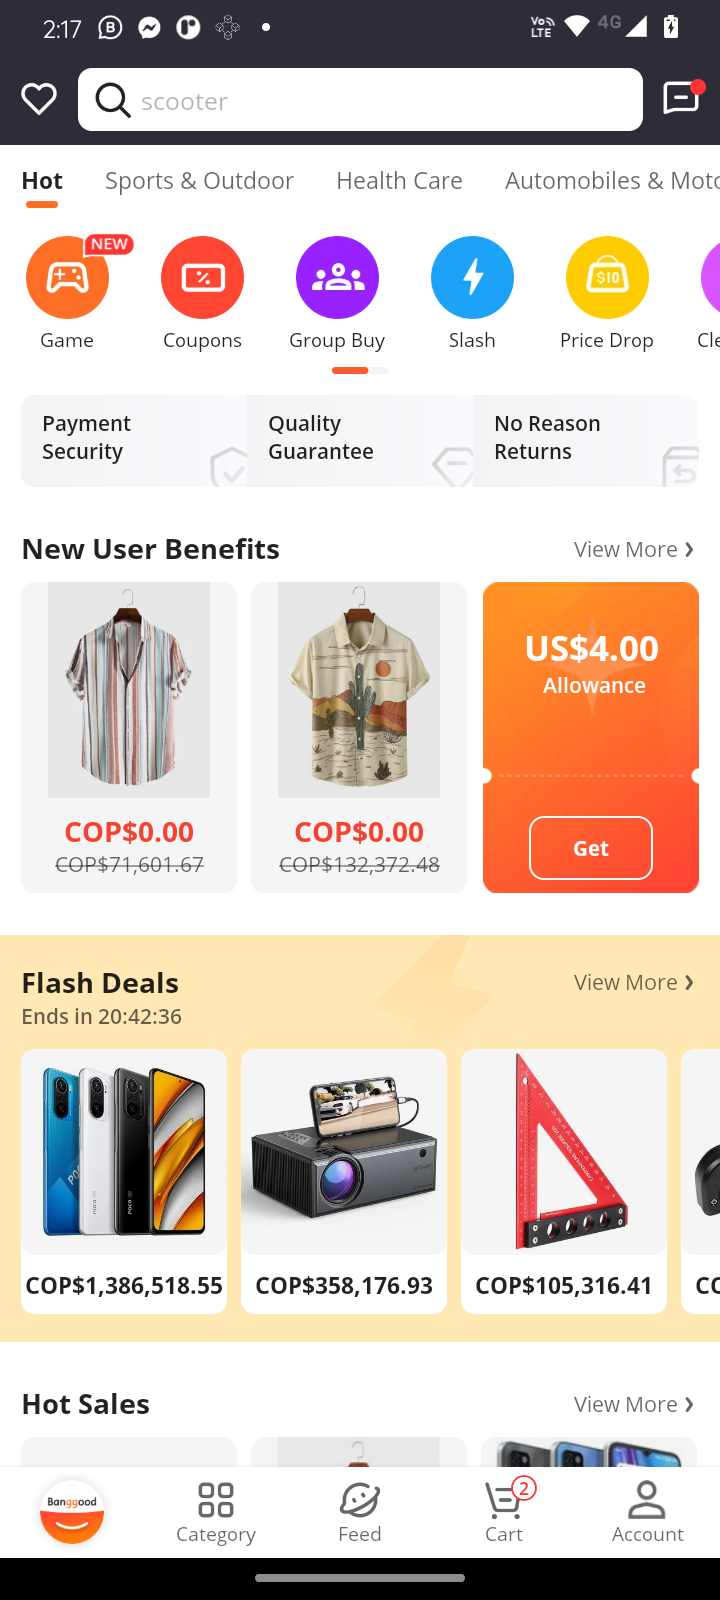 2:17
Vo)) LTE
4G
scooter
Hot
Sports & Outdoor
Health Care
Automobiles & Moto
NEW
$10
Game
Coupons
Group Buy
Slash
Price Drop
Cle
Payment
Security
Quality
Guarantee
No Reason
Returns
New User Benefits
View More
US$4.00
Allowance
COP$0.00
COP$71,601.67
COP$0.00
COP$132,372.48
Get
Flash Deals
View More
Ends in 20:42:36
COP$1,386,518.55
COP$358,176.93
COP$105,316.41
CO
Hot Sales
View More
Banggood
Category
Feed
2
Cart
Account